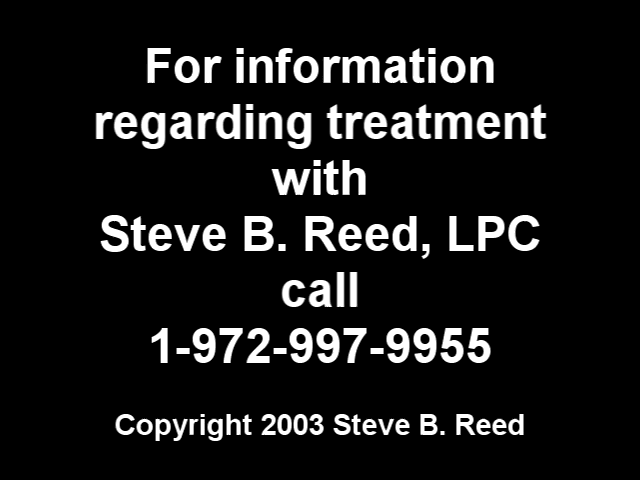 For information
regarding treatment
with
Steve B. Reed, LPC
call
1-972-997-9955
Copyright 2003 Steve B. Reed